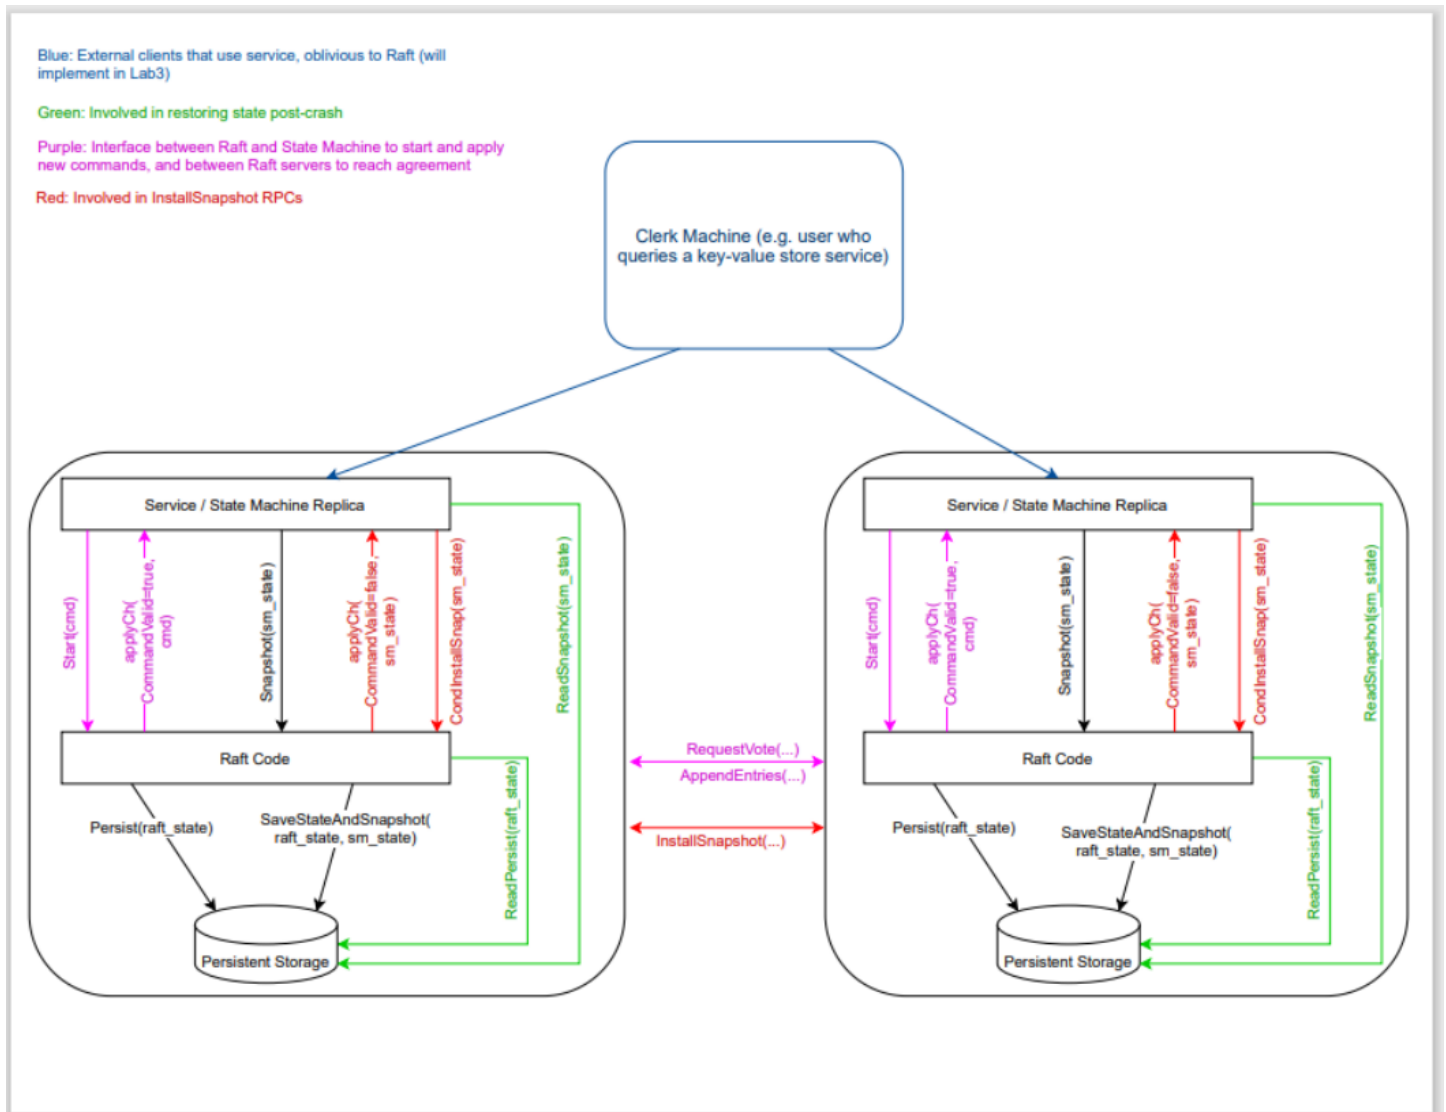 Blue: External clients that use service, oblivious to Raft (will
implement in Lab3)
Green: Involved in restoring state post-crash
Purple: Interface between Raft and State Machine to start and apply
new commands, and between Raft servers to reach agreement
Red: Involved in InstallSnapshot RPCs
Clerk Machine (e.g. user who
queries a key-value store service)
Service / State Machine Replica
Start(cmd)
applyCh(
CommandValid=true,
cmd)
Snapshot(sm_state)
applyCh(
CommandValid=false,
sm_state)
CondInstallSnap(sm_state)
ReadSnapshot(sm_state)
Raft Code
Persist(raft_state)
SaveStateAndSnapshot(
raft_state, sm_state)
ReadPersist(raft_state)
Persistent Storage
RequestVote(...)
AppendEntries(...)
InstallSnapshot(...)
Service / State Machine Replica
Start(cmd)
applyCh(
CommandValid=true,
cmd)
Snapshot(sm_state)
applyCh(
CommandValid=false,
sm_state)
CondInstallSnap(sm_state)
ReadSnapshot(sm_state)
Raft Code
Persist(raft_state)
SaveStateAndSnapshot(
raft_state, sm_state)
ReadPersist(raft_state)
Persistent Storage